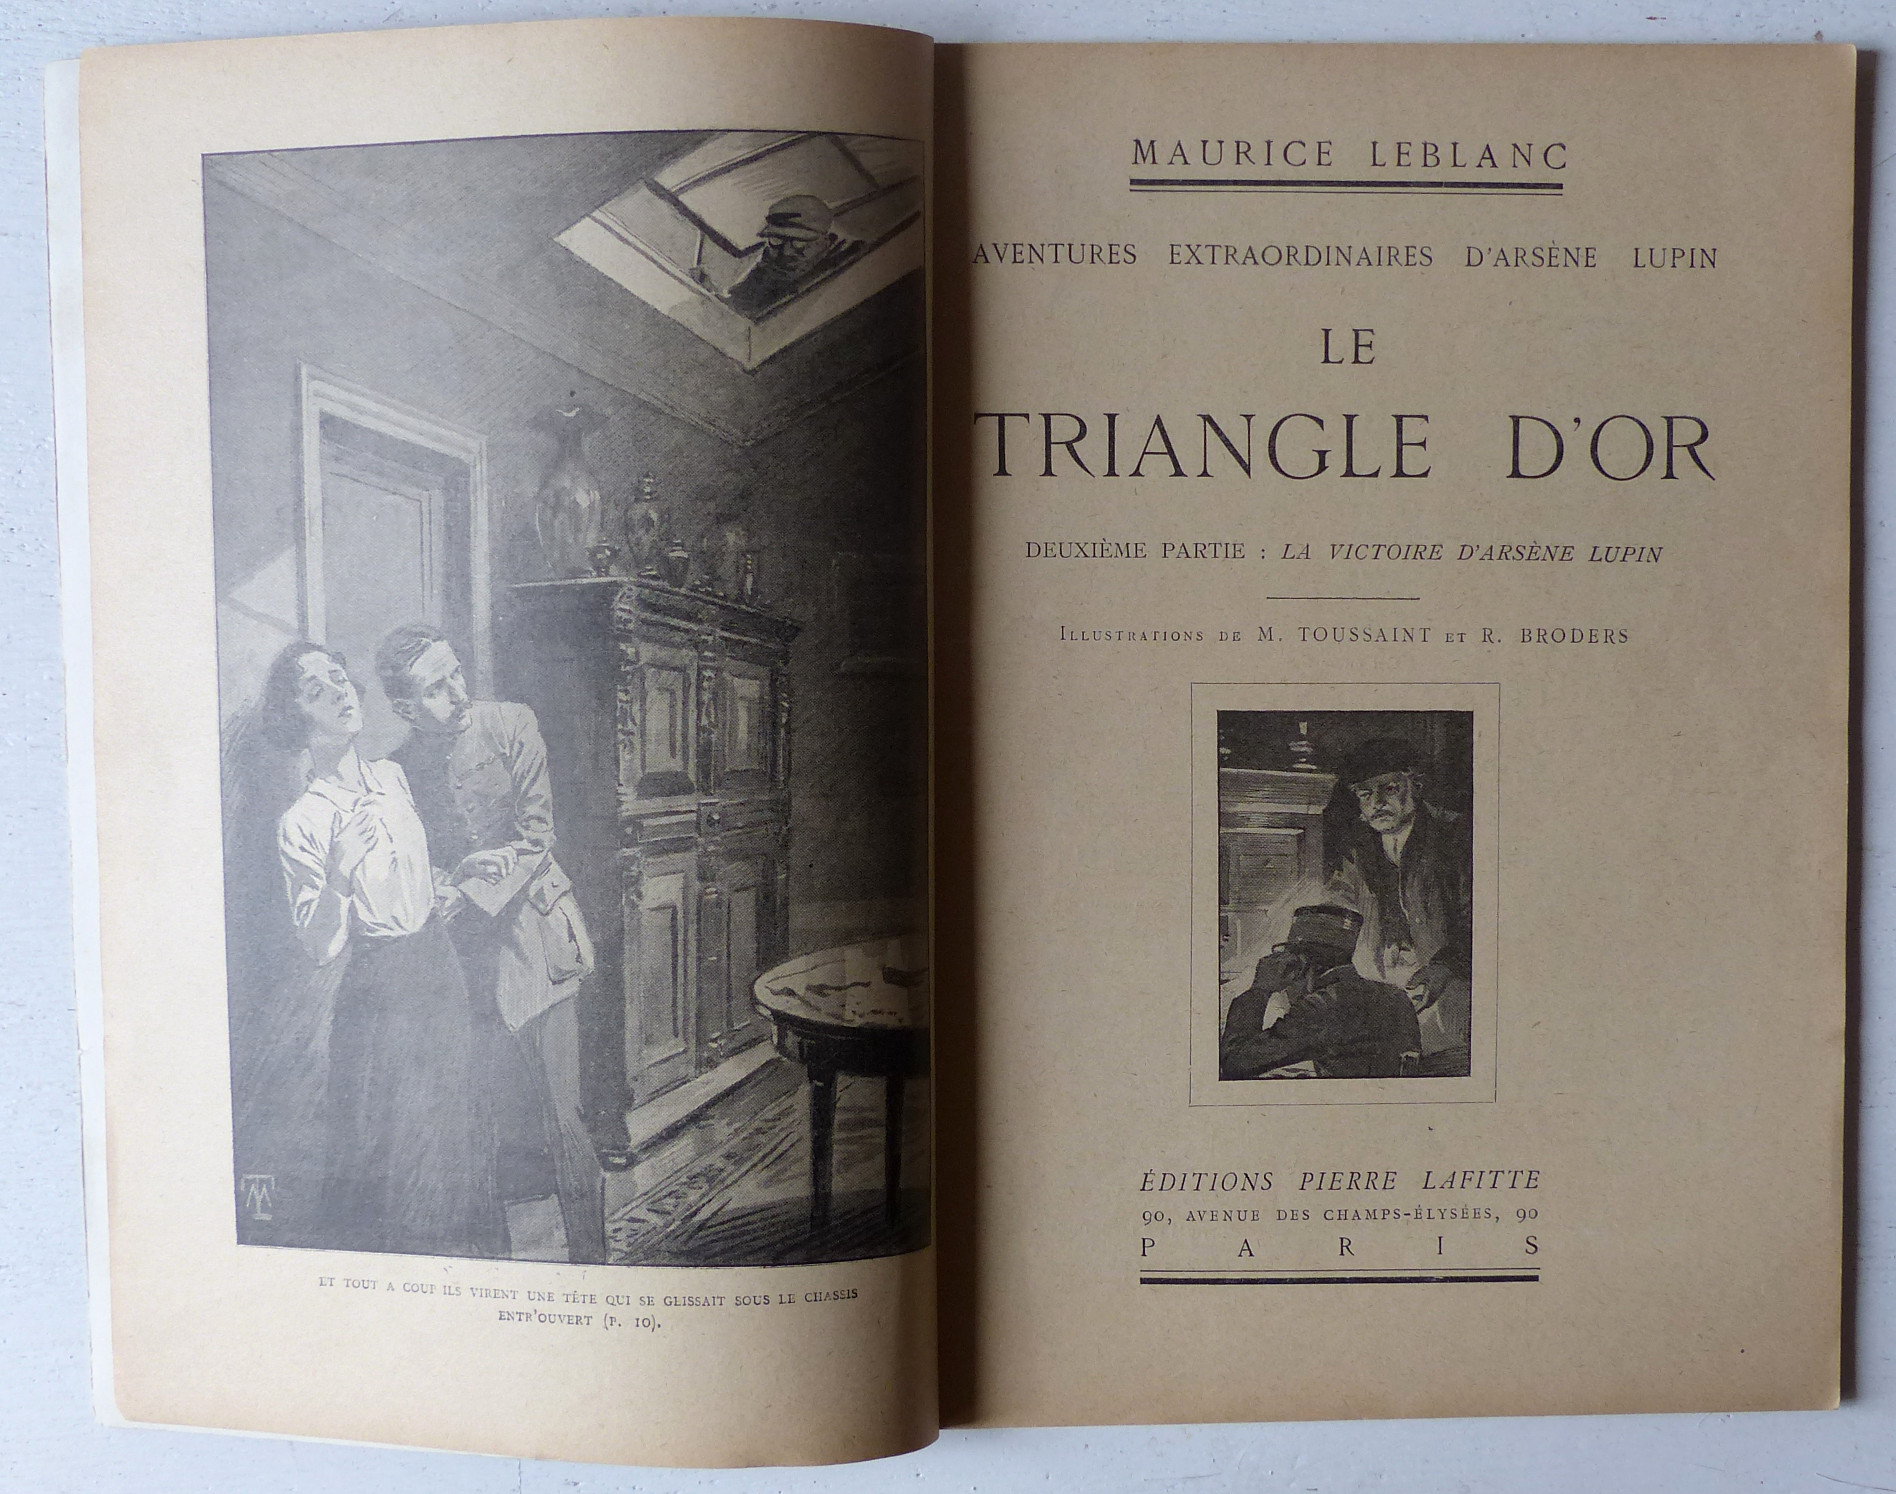 ET TOUT A COUP ILS VIRENT UNE TÊTE QUI SE GLISSAIT SOUS LE CHASSIS
ENTR'OUVERT (P. 10).
MAURICE LEBLANC
AVENTURES EXTRAORDINAIRES D'ARSÈNE LUPIN
LE
TRIANGLE D'OR
DEUXIÈME PARTIE : LA VICTOIRE D'ARSÈNE LUPIN
ILLUSTRATIONS DE M. TOUSSAINT ET R. BRODERS
ÉDITIONS PIERRE LAFITTE
90, AVENUE DES CHAMPS-ÉLYSÉES, 90
PARIS